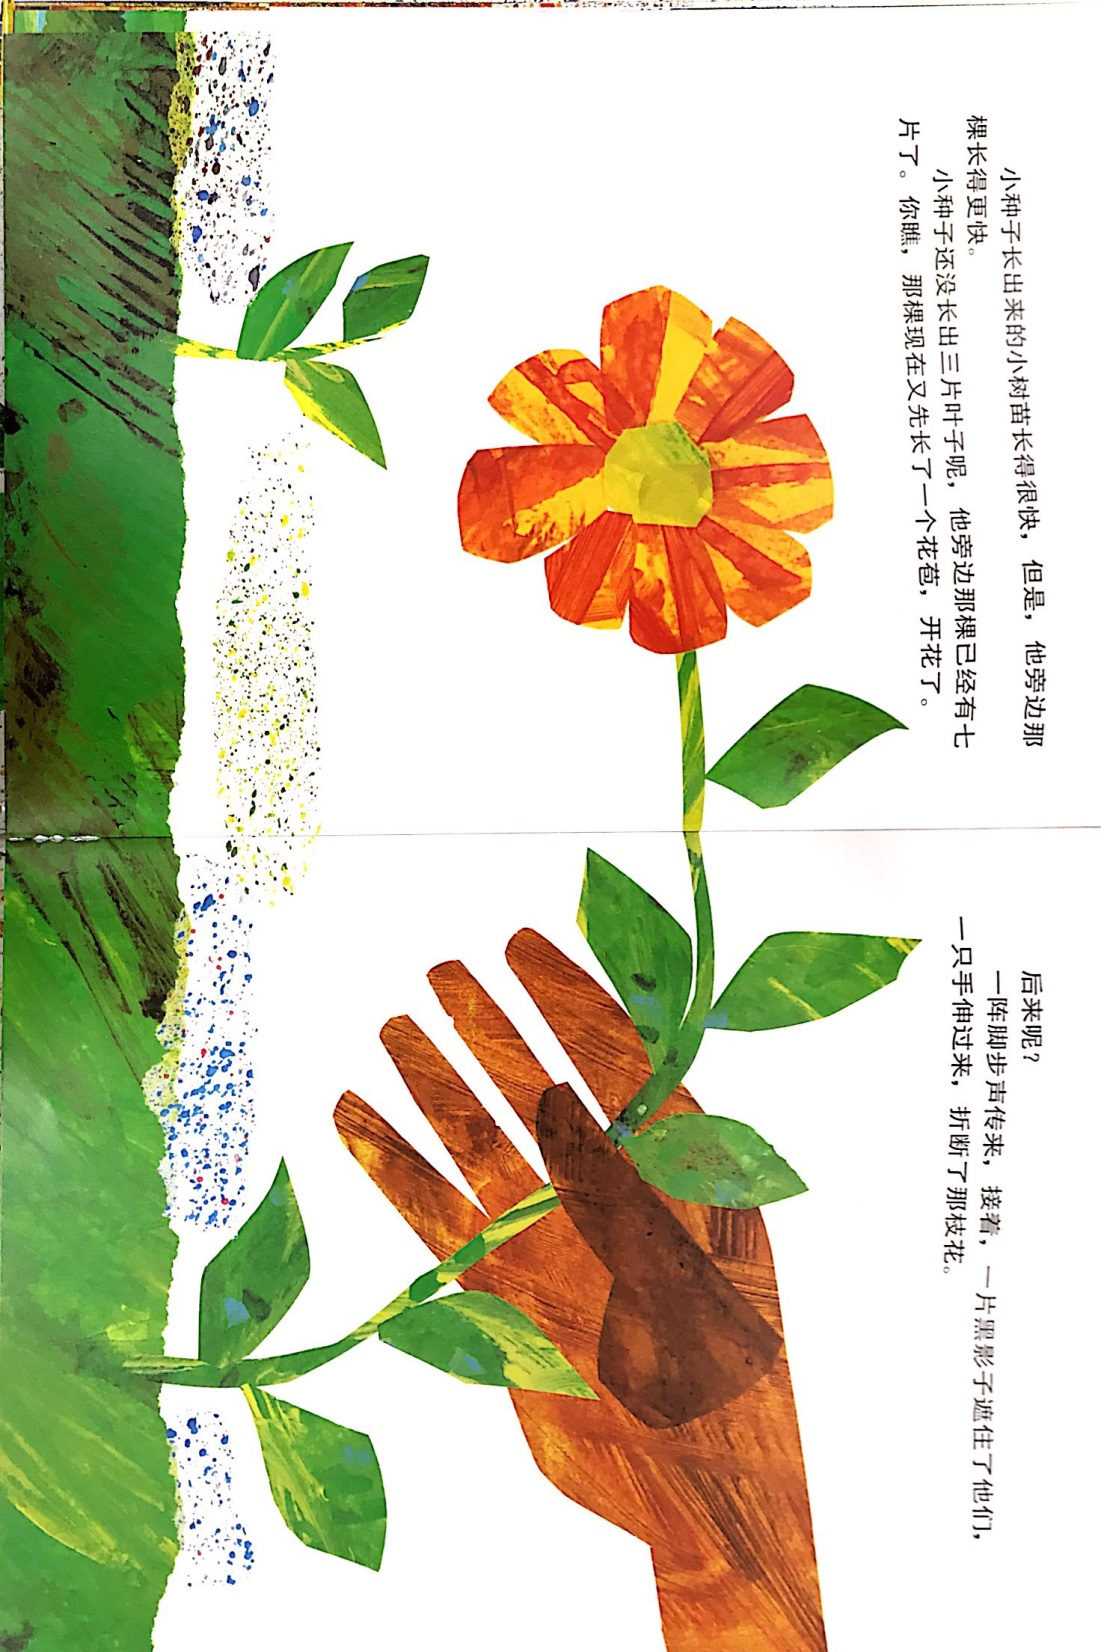 小种子长出来的小树苗长得很快，但是，他旁边那
棵长得更快。
小种子还没长出三片叶子呢，他旁边那棵已经有七
片了。你瞧，那棵现在又先长了一个花苞，开花了。
后来呢？
一阵脚步声传来，接着，一片黑影子遮住了他们，
一只手伸过来，折断了那枝花。